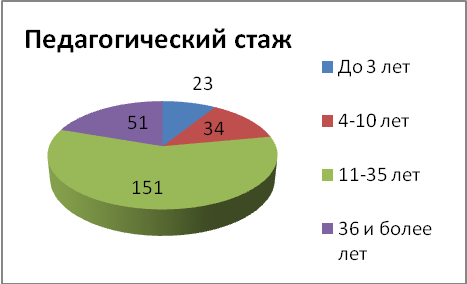 Педагогический стаж
23
34
151
51
До 3 лет
4-10 лет
11-35 лет
36 и более
лет